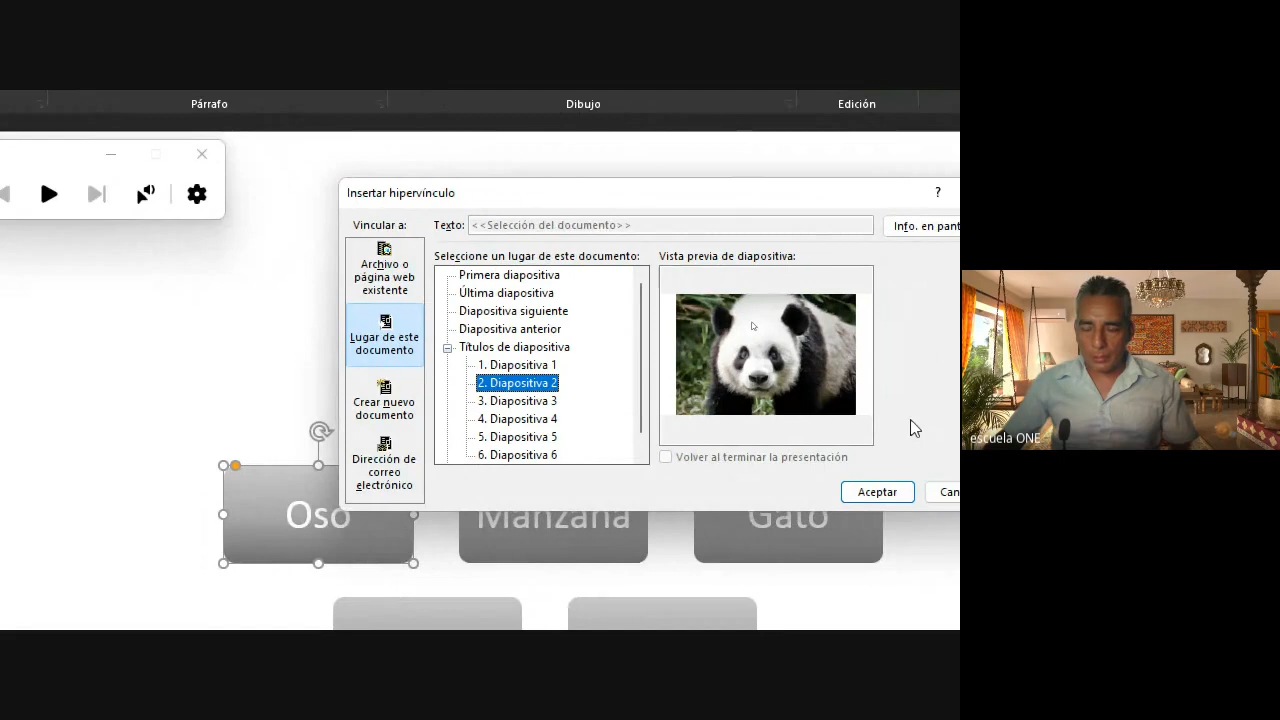 Párrafo
Dibujo
Edición
Insertar hipervínculo
?
Vincular a:
Texto:
<<Selección del documento>>
Info. en pant
Archivo o
página web
existente
Lugar de este
documento
Crear nuevo
documento
Dirección de
correo
electrónico
Seleccione un lugar de este documento:
Primera diapositiva
Última diapositiva
Diapositiva siguiente
Diapositiva anterior
Títulos de diapositiva
1. Diapositiva 1
2. Diapositiva 2
3. Diapositiva 3
4. Diapositiva 4
5. Diapositiva 5
6. Diapositiva 6
Vista previa de diapositiva:
Volver al terminar la presentación
Aceptar
Can
Oso
Manzana
Gato
escuela ONE